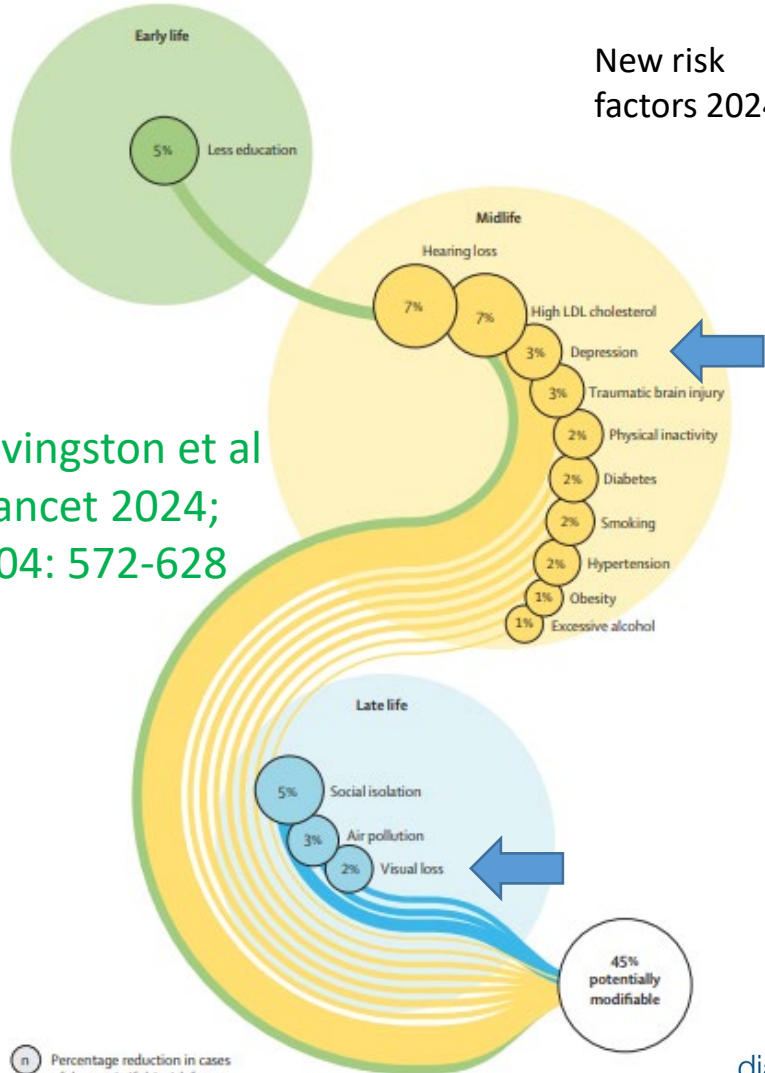 New risk
factors 2024
Early life
5%
Less education
Midlife
Hearing loss
7%
7%
High LDL cholesterol
3%
Depression
3%
Traumatic brain injury
2%
Physical inactivity
2%
Diabetes
2%
Smoking
2%
Hypertension
1%
Obesity
1%
Excessive alcohol
vingston et al
ancet 2024;
04: 572-628
Late life
5%
Social isolation
3%
Air pollution
2%
Visual loss
45%
potentially
modifiable
n
Percentage reduction in cases